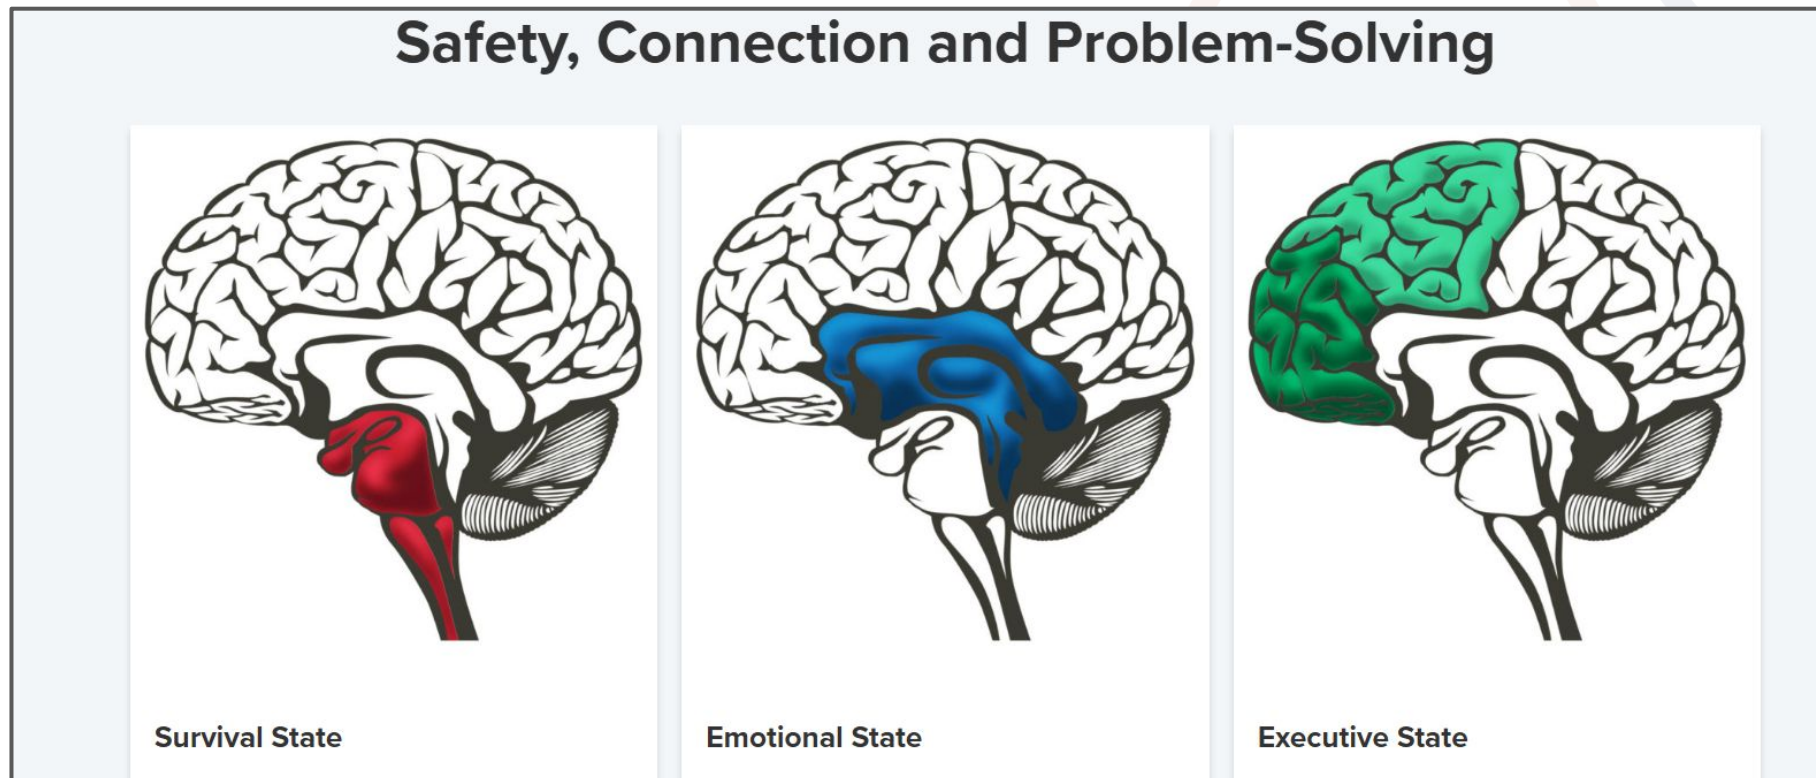 Safety, Connection and Problem-Solving
Survival State
Emotional State
Executive State